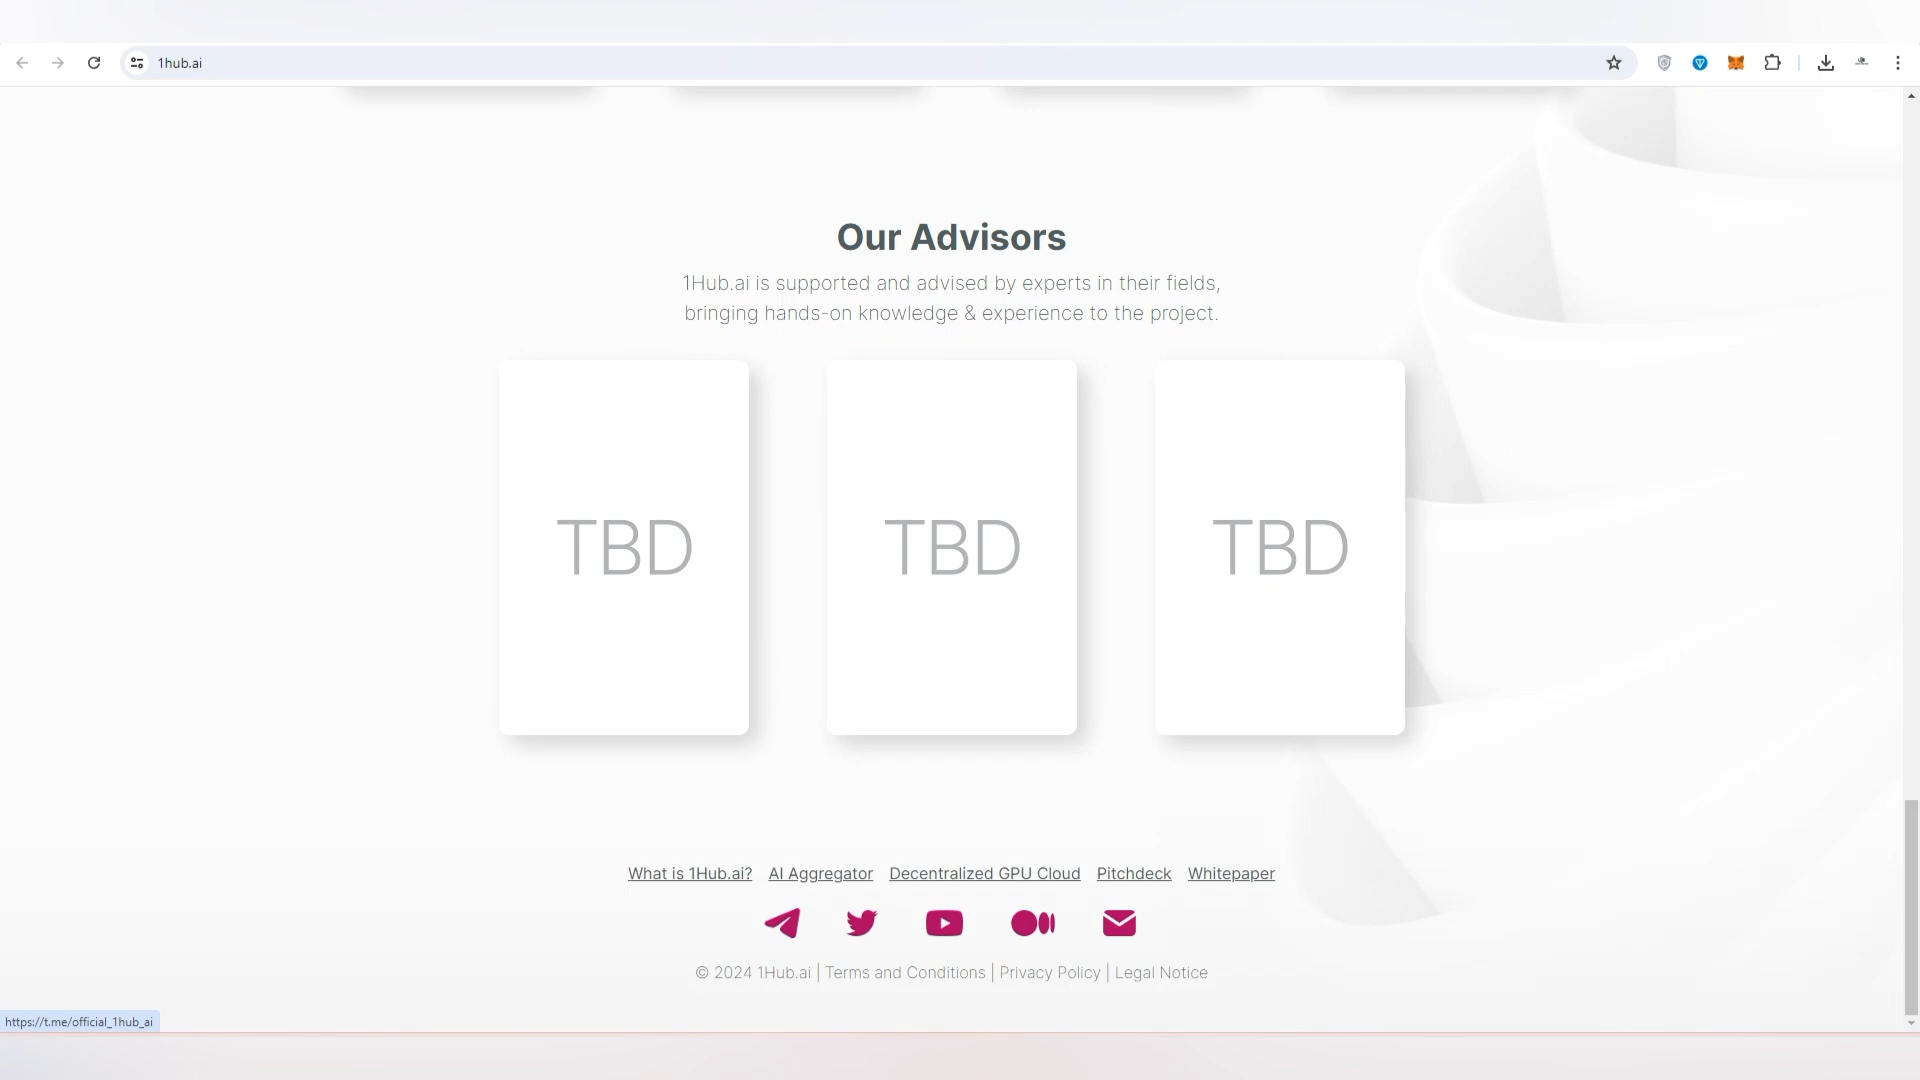 1hub.ai
Our Advisors
1Hub.ai is supported and advised by experts in their fields,
bringing hands-on knowledge & experience to the project.
TBD TBD TBD
What is 1Hub.ai? AI Aggregator Decentralized GPU Cloud Pitchdeck Whitepaper
© 2024 1Hub.ai | Terms and Conditions | Privacy Policy | Legal Notice
https://t.me/official_1hub_ai